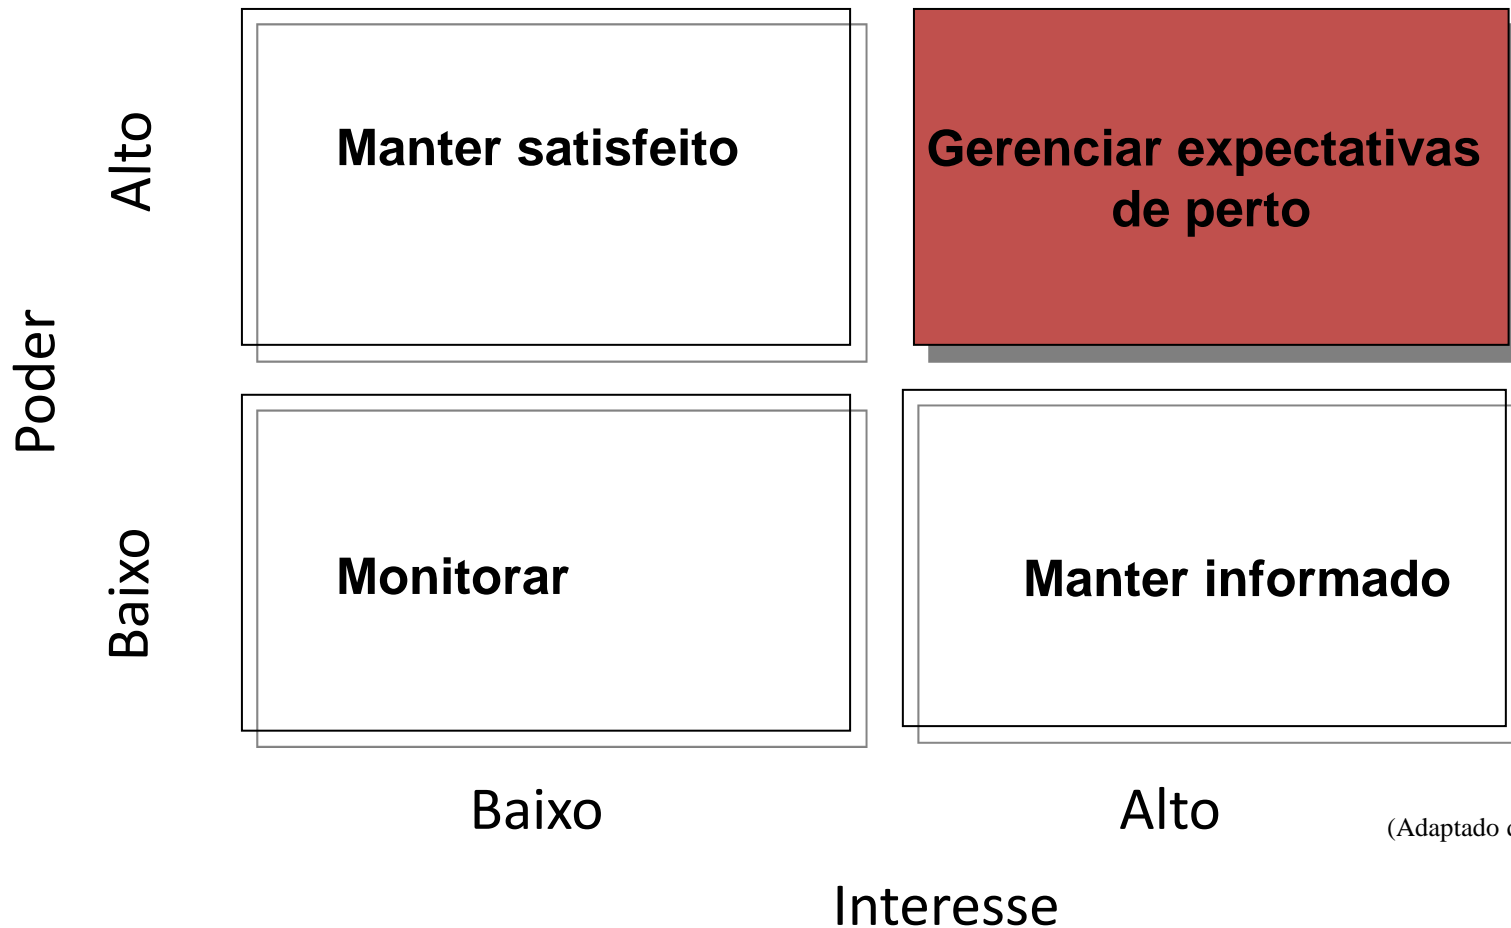 Alto
Manter satisfeito
Gerenciar expectativas
de perto
Poder
Baixo
Monitorar
Manter informado
Baixo
Alto
(Adaptado
Interesse